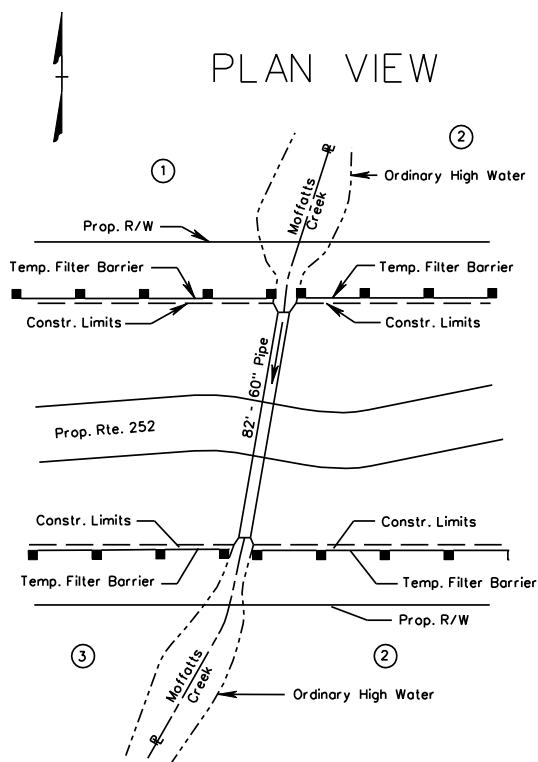 PLAN VIEW
2
1
PL
Ordinary High Water
Moffatts
Creek
Prop. R/W
Temp. Filter Barrier
Temp. Filter Barrier
Constr. Limits
Constr. Limits
82' - 60" Pipe
Prop. Rte. 252
Constr. Limits
Constr. Limits
Temp. Filter Barrier
Temp. Filter Barrier
Prop. R/W
3
2
Moffatts
Creek
Ordinary High Water
PL